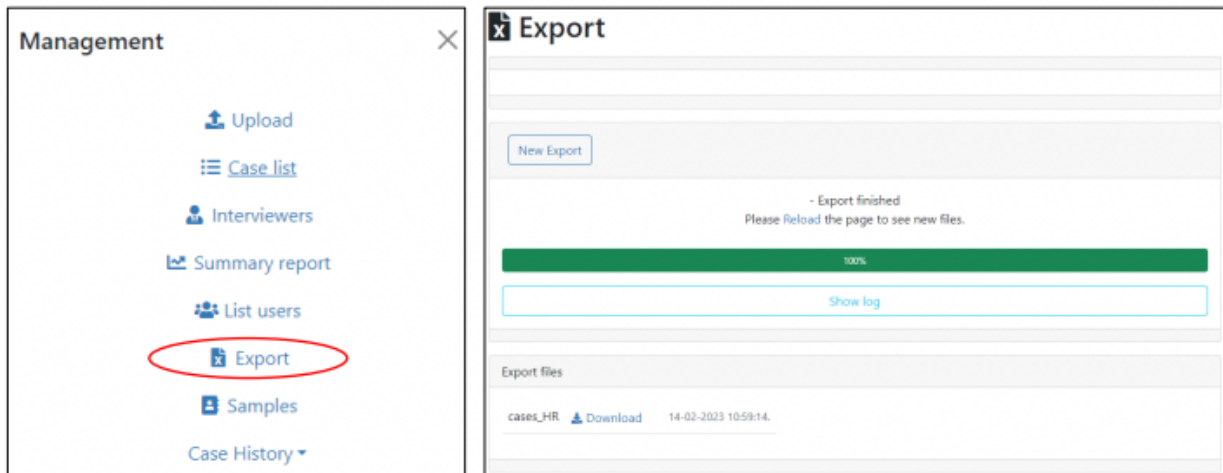 Management
Upload
Case list
Interviewers
Summary report
List users
Export
Samples
Case History
Export
New Export
- Export finished
Please Reload the page to see new files.
100%
Show log
Export files
cases_HR Download 14-02-2023 10:59:14.